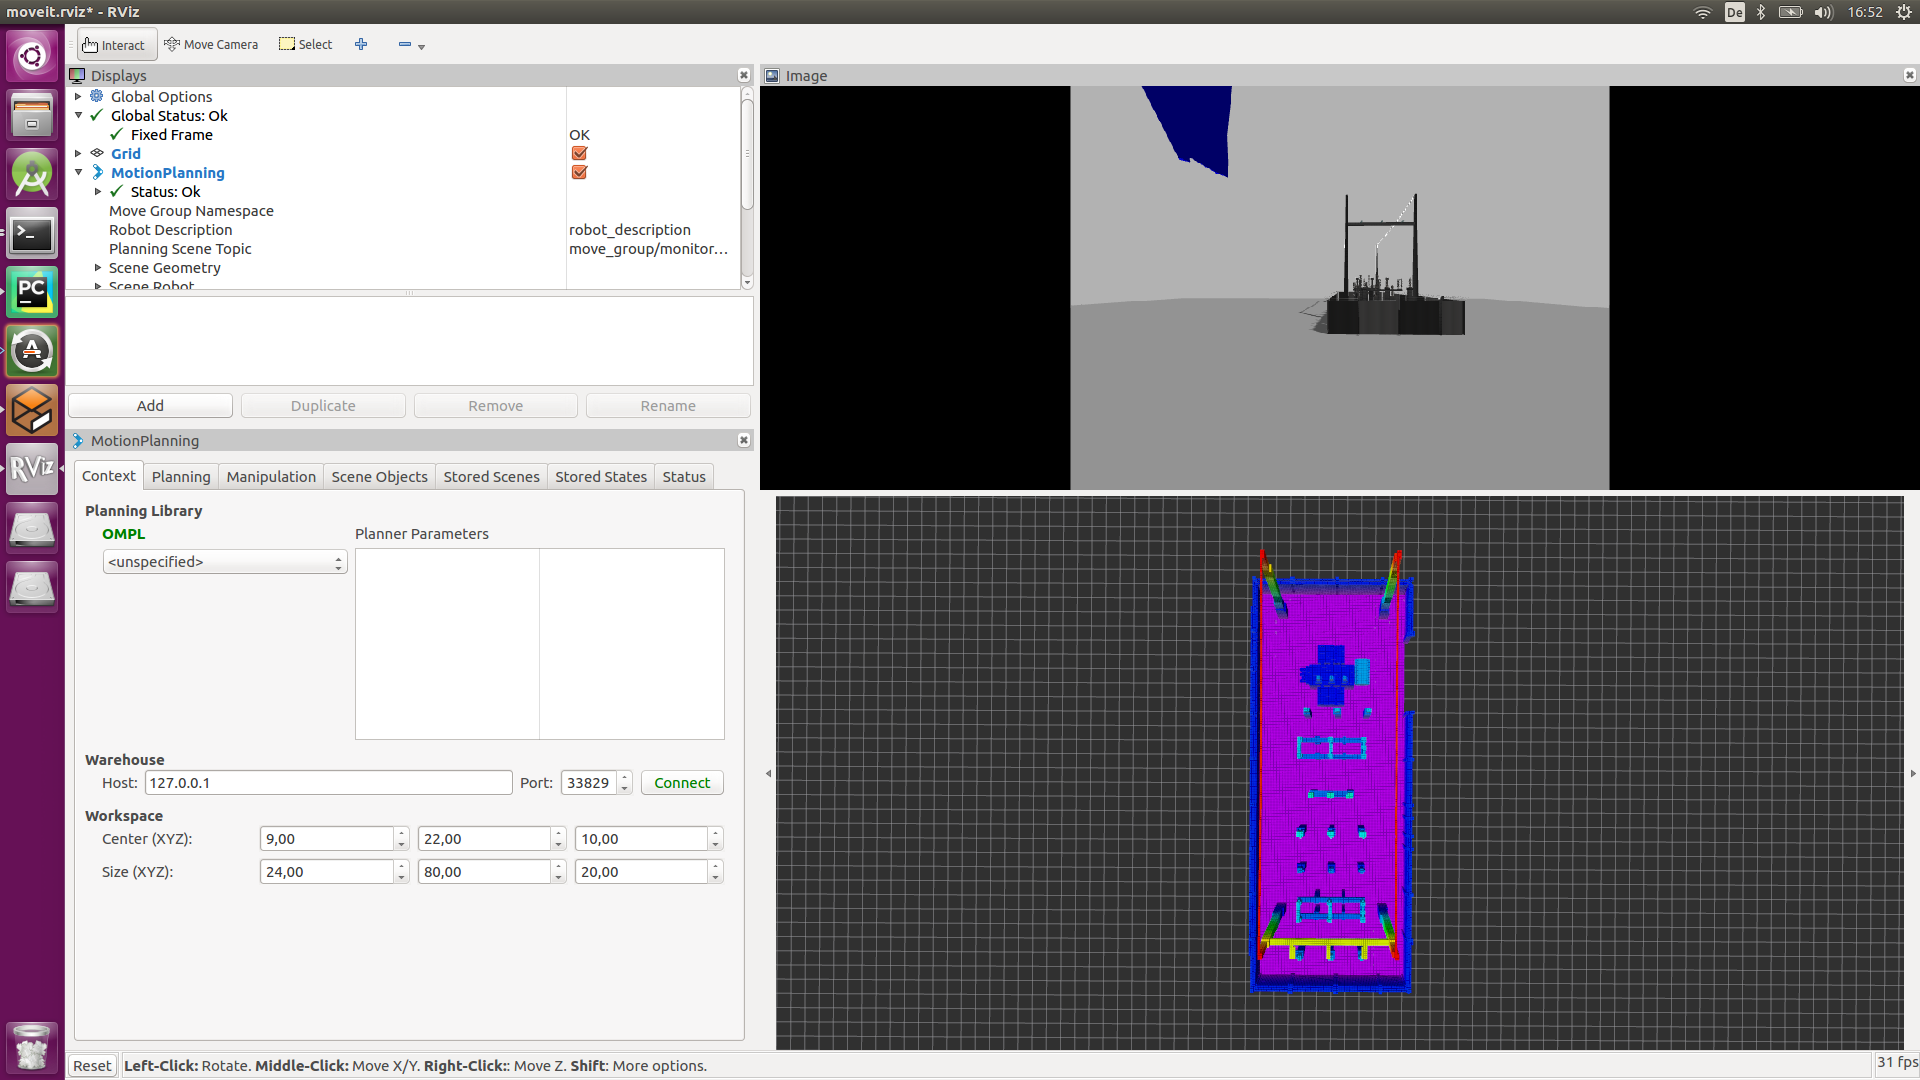 moveit.rviz* - RViz
De
16:52
Interact
Move Camera
Select
Displays
Global Options
Global Status: Ok
Fixed Frame OK
Grid
MotionPlanning
Status: Ok
Move Group Namespace
Robot Description robot_description
Planning Scene Topic move_group/monitor...
Scene Geometry
Scene Robot
Add
Duplicate
Remove
Rename
MotionPlanning
Context
Planning
Manipulation
Scene Objects
Stored Scenes
Stored States
Status
Planning Library
OMPL
Planner Parameters
<unspecified>
Warehouse
Host: 127.0.0.1 Port: 33829 Connect
Workspace
Center (XYZ): 9,00 22,00 10,00
Size (XYZ): 24,00 80,00 20,00
Reset
Left-Click: Rotate. Middle-Click: Move X/Y. Right-Click:: Move Z. Shift: More options.
31 fps
Image
PC
RViz